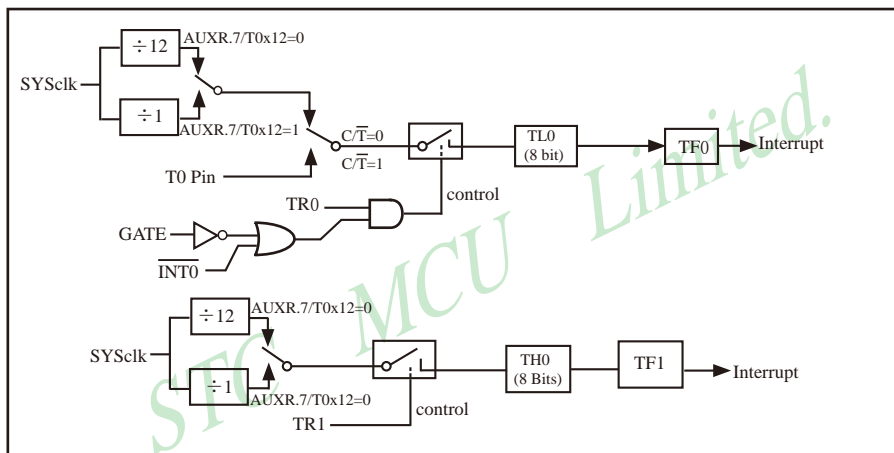 ÷12
AUXR.7/T0x12=0
SYSclk
÷1
AUXR.7/T0x12=1
C/T̅=0
C/T̅=1
T0 Pin
TL0
(8 bit)
TF0
Interrupt
control
TR0
GATE
I̅N̅T̅0̅
÷12
AUXR.7/T0x12=0
SYSclk
÷1
AUXR.7/T0x12=0
TH0
(8 Bits)
TF1
Interrupt
control
TR1
STC MCU Limited.